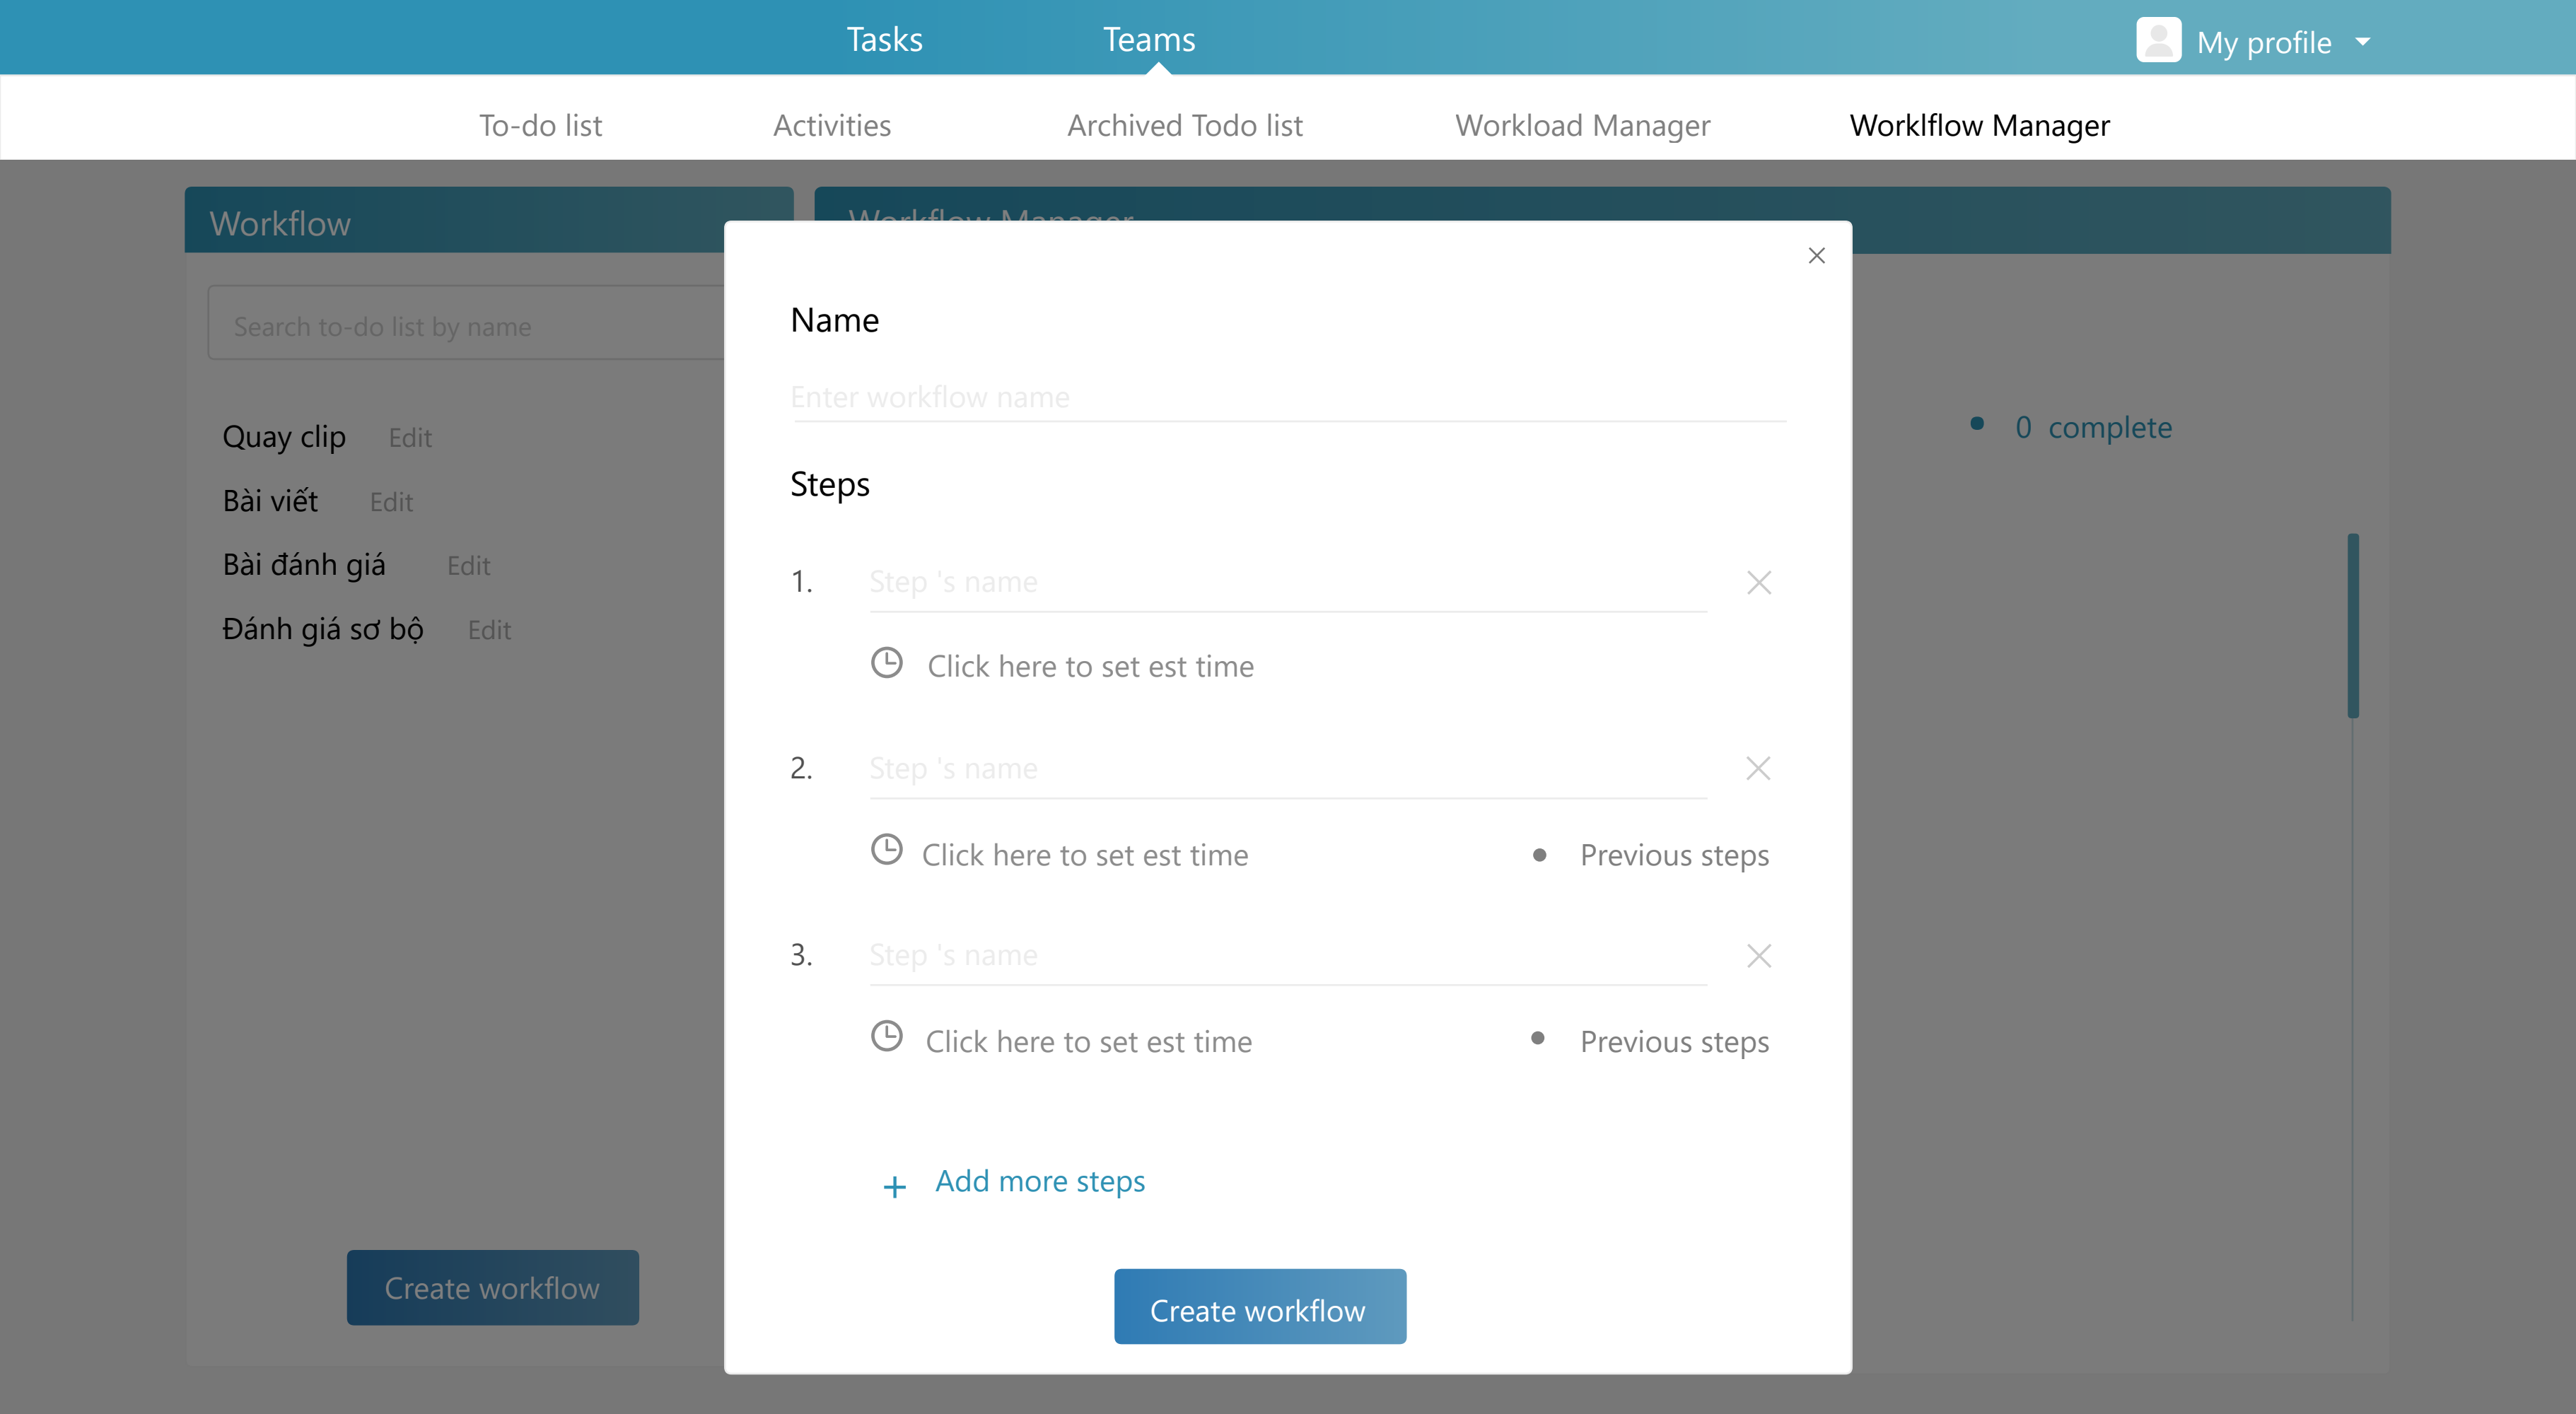 Tasks
Teams
My profile
To-do list
Activities
Archived Todo list
Workload Manager
Worklflow Manager
Workflow
Workflow Manager
Search to-do list by name
Quay clip Edit
Bài viết Edit
Bài đánh giá Edit
Đánh giá sơ bộ Edit
Create workflow
Name
Enter workflow name
Steps
1. Step 's name
Click here to set est time
2. Step 's name
Click here to set est time
Previous steps
3. Step 's name
Click here to set est time
Previous steps
+ Add more steps
Create workflow
0 complete